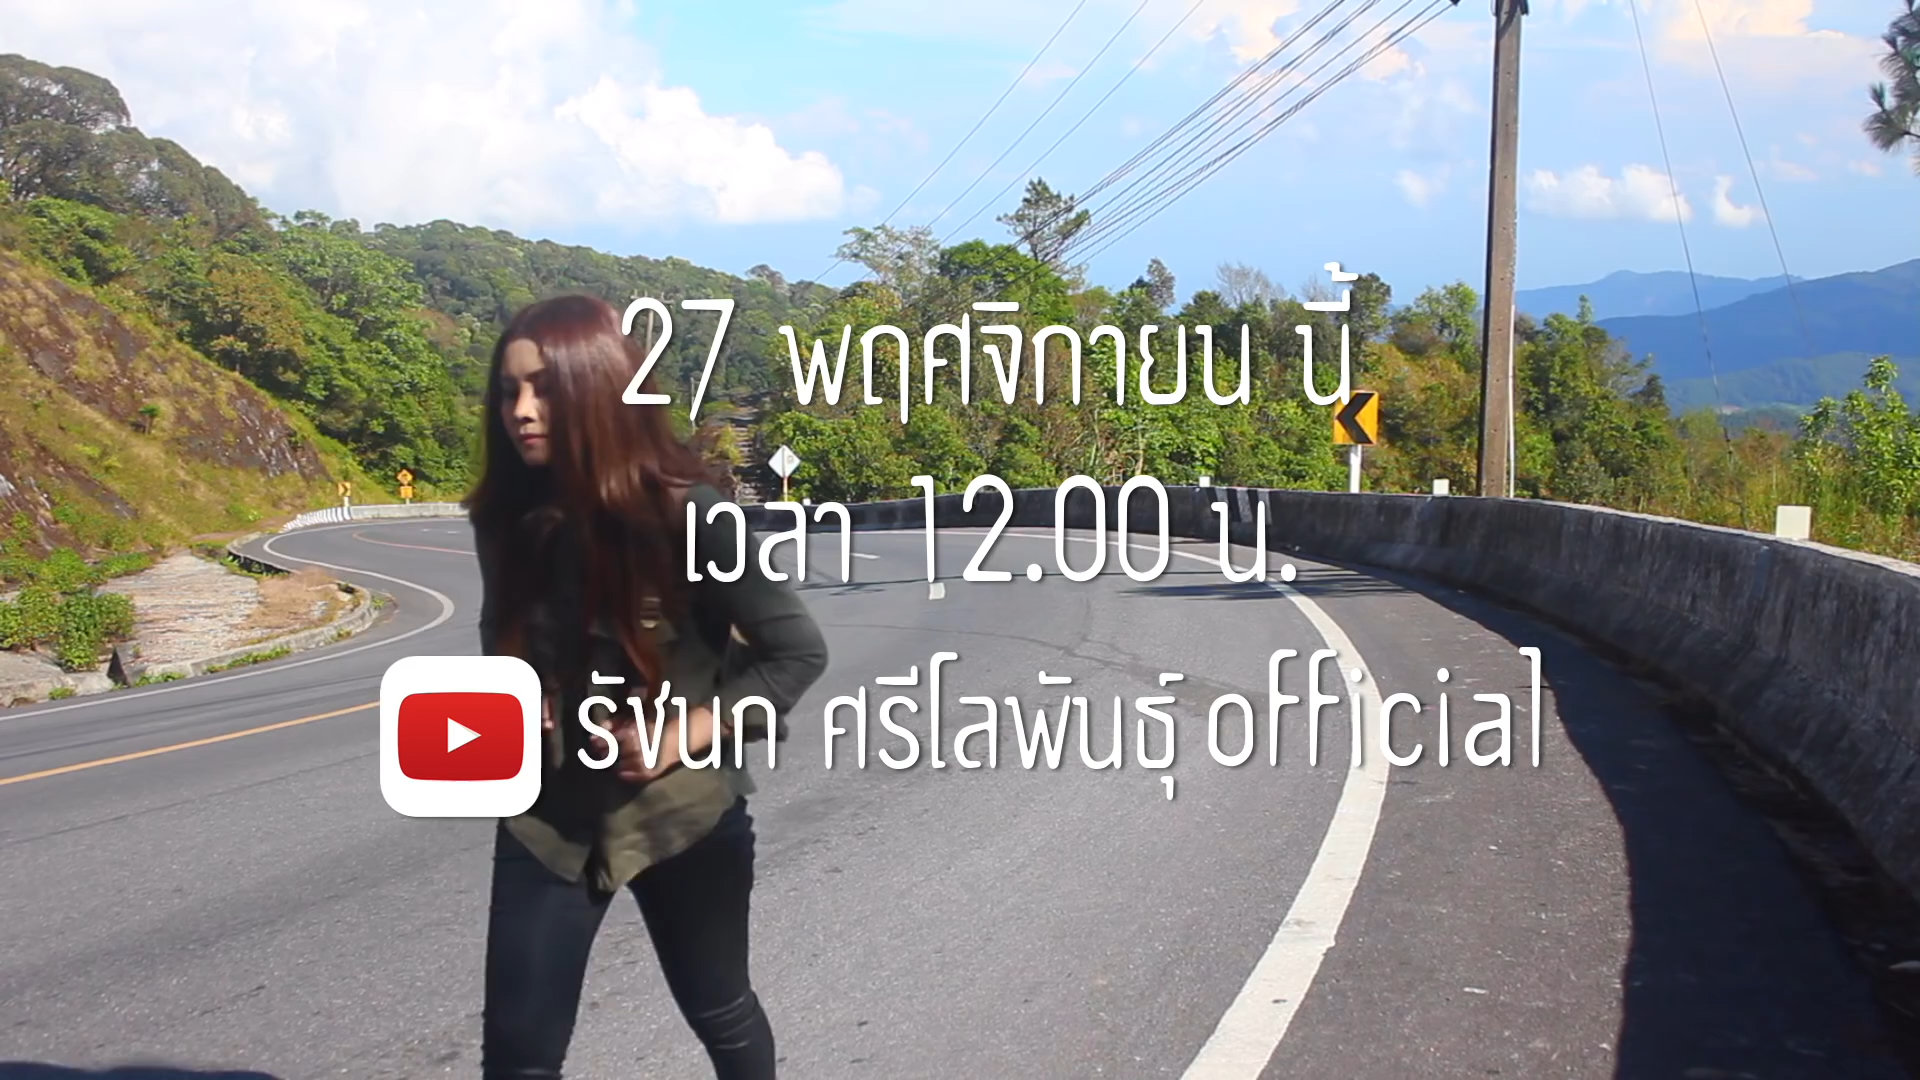 27 พฤศจิกายน นี้
เวลา 12.00 น.
รัชนก ศรีโลพันธุ์ official